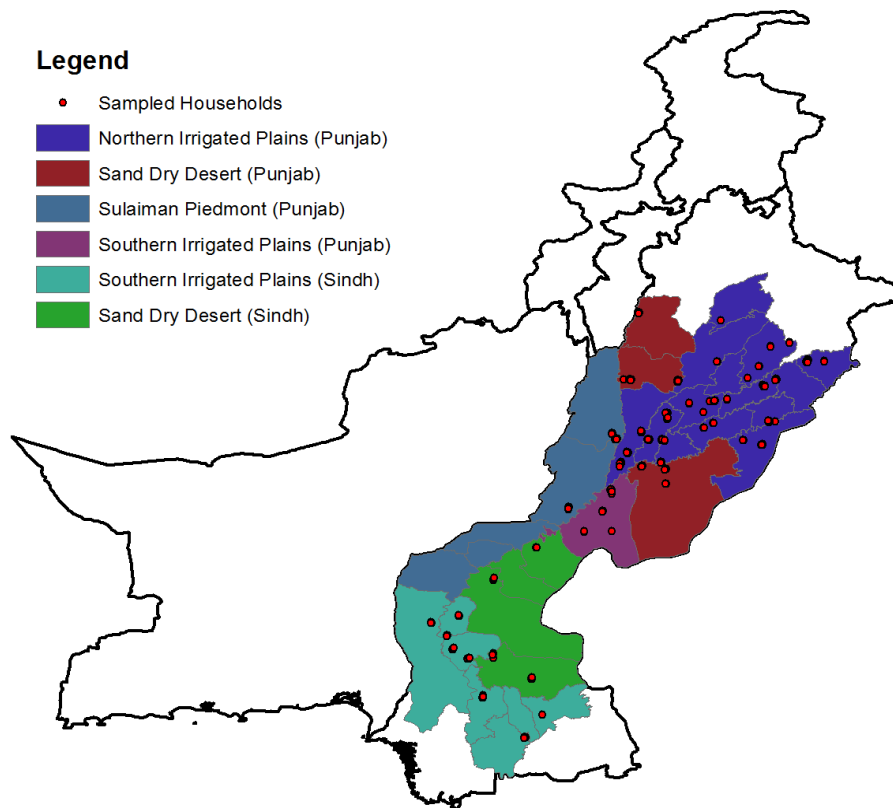 Legend
Sampled Households
Northern Irrigated Plains (Punjab)
Sand Dry Desert (Punjab)
Sulaiman Piedmont (Punjab)
Southern Irrigated Plains (Punjab)
Southern Irrigated Plains (Sindh)
Sand Dry Desert (Sindh)